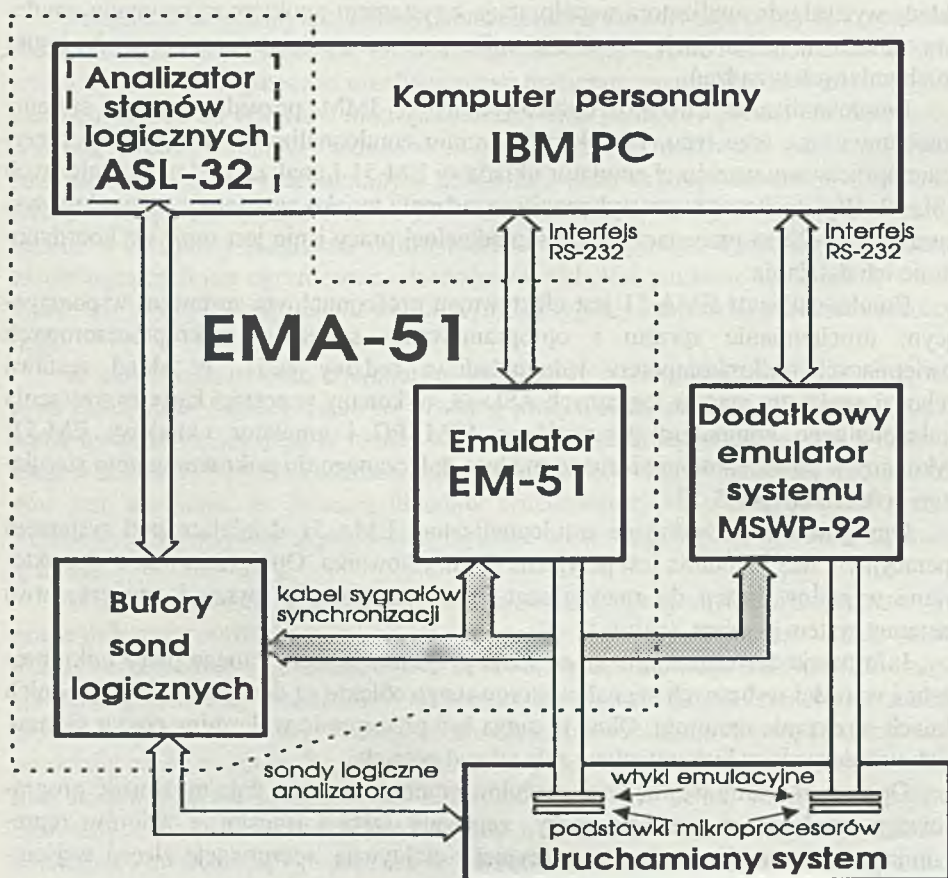 Analizator
stanów
logicznych
ASL-32
Komputer personalny
IBM PC
Interfejs
RS-232
Interfejs
RS-232
EMA-51
Emulator
EM-51
Dodatkowy
emulator
systemu
MSWP-92
Bufory
sond
logicznych
kabel sygnałów
synchronizacji
sondy logiczne
analizatora
wtyki emulacyjne
podstawki mikroprocesorów
Uruchamiany system